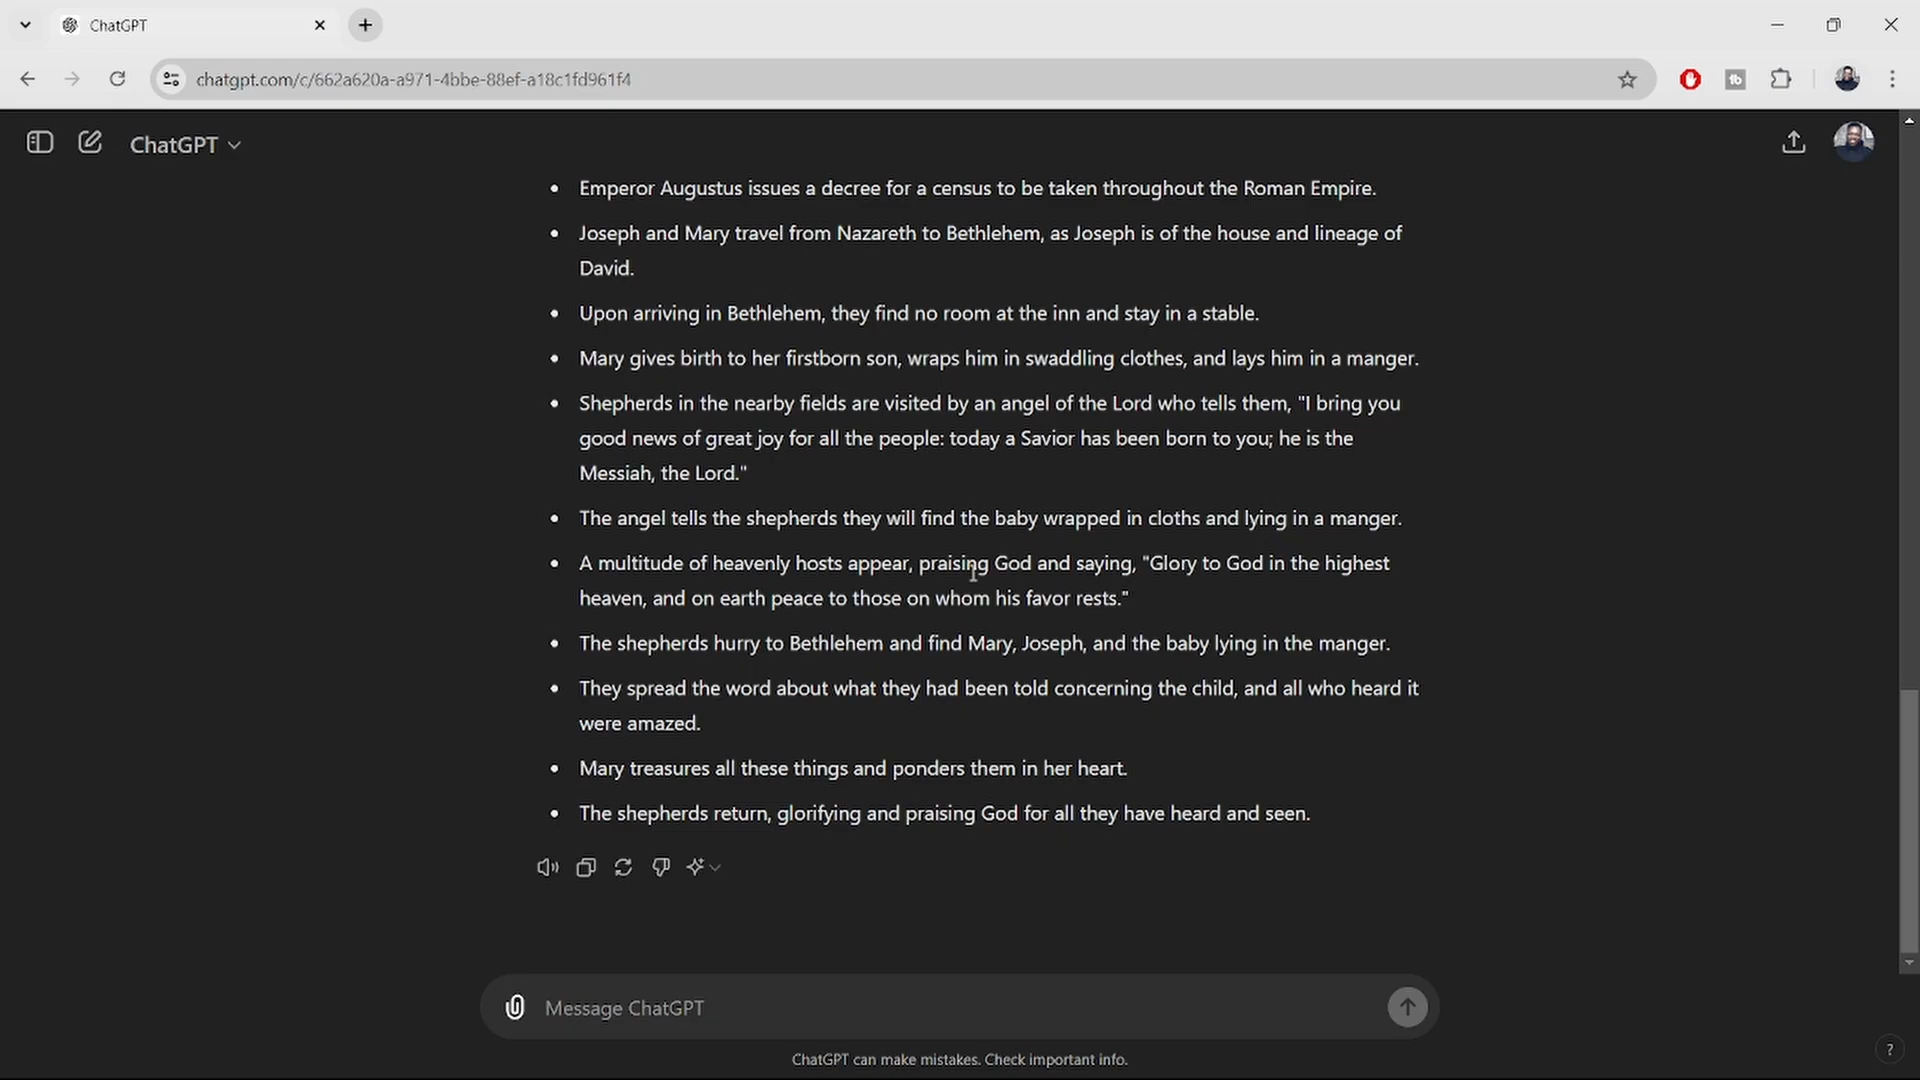 ChatGPT
chatgpt.com/c/662a620a-a971-4bbe-88ef-a18c1fd961f4
tb
ChatGPT
• Emperor Augustus issues a decree for a census to be taken throughout the Roman Empire.
• Joseph and Mary travel from Nazareth to Bethlehem, as Joseph is of the house and lineage of
David.
• Upon arriving in Bethlehem, they find no room at the inn and stay in a stable.
• Mary gives birth to her firstborn son, wraps him in swaddling clothes, and lays him in a manger.
• Shepherds in the nearby fields are visited by an angel of the Lord who tells them, "I bring you
good news of great joy for all the people: today a Savior has been born to you; he is the
Messiah, the Lord."
• The angel tells the shepherds they will find the baby wrapped in cloths and lying in a manger.
• A multitude of heavenly hosts appear, praising God and saying, "Glory to God in the highest
heaven, and on earth peace to those on whom his favor rests."
• The shepherds hurry to Bethlehem and find Mary, Joseph, and the baby lying in the manger.
• They spread the word about what they had been told concerning the child, and all who heard it
were amazed.
• Mary treasures all these things and ponders them in her heart.
• The shepherds return, glorifying and praising God for all they have heard and seen.
Message ChatGPT
ChatGPT can make mistakes. Check important info.
?